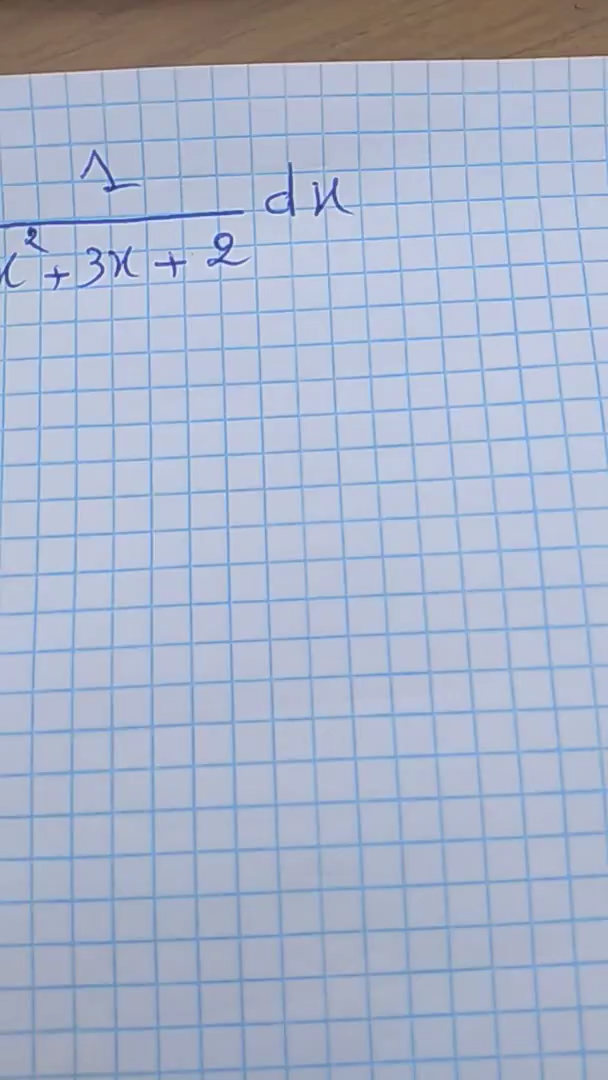 1
x² + 3x + 2 dx